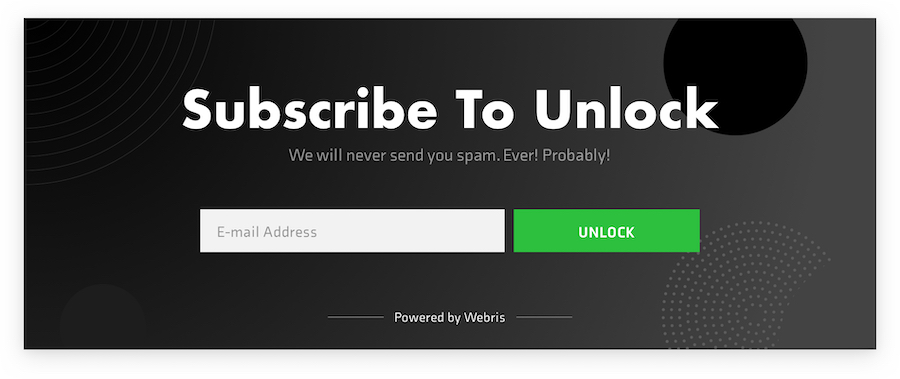 Subscribe To Unlock
We will never send you spam. Ever! Probably!
E-mail Address
UNLOCK
Powered by Webris